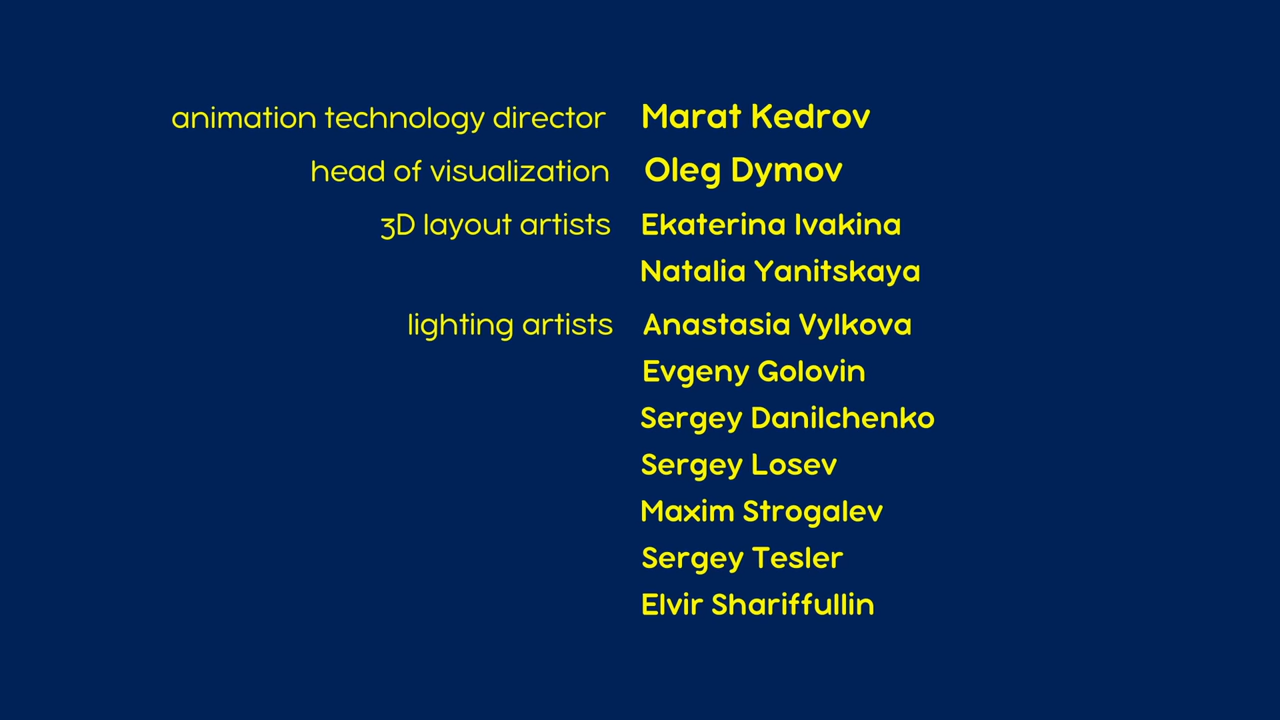 animation technology director Marat Kedrov
head of visualization Oleg Dymov
3D layout artists Ekaterina Ivakina
Natalia Yanitskaya
lighting artists Anastasia Vylkova
Evgeny Golovin
Sergey Danilchenko
Sergey Losev
Maxim Strogalev
Sergey Tesler
Elvir Shariffullin